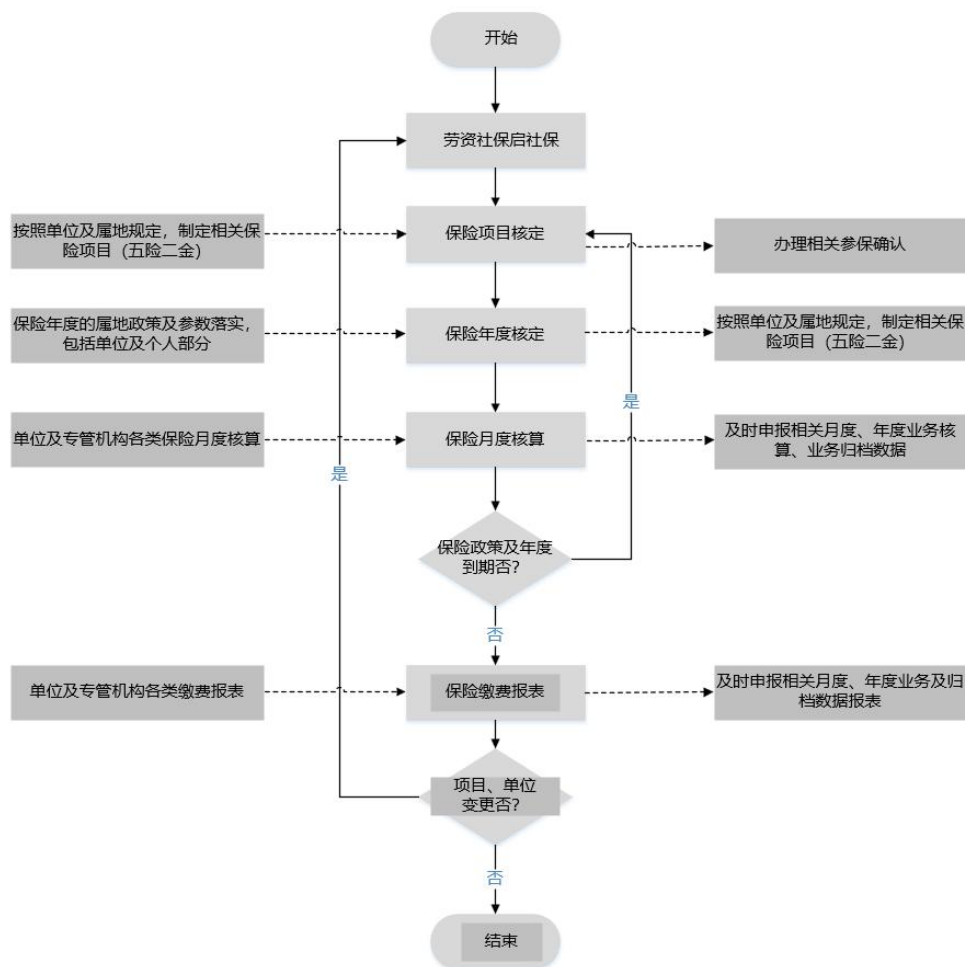 开始
劳资社保启社保
按照单位及属地规定，制定相关保
险项目（五险二金）
保险项目核定
办理相关参保确认
保险年度的属地政策及参数落实，
包括单位及个人部分
保险年度核定
按照单位及属地规定，制定相关保
险项目（五险二金）
是
单位及专管机构各类保险月度核算
保险月度核算
及时申报相关月度、年度业务核
算、业务归档数据
是
保险政策及年度
到期否？
否
单位及专管机构各类缴费报表
保险缴费报表
及时申报相关月度、年度业务及归
档数据报表
项目、单位
变更否？
否
结束